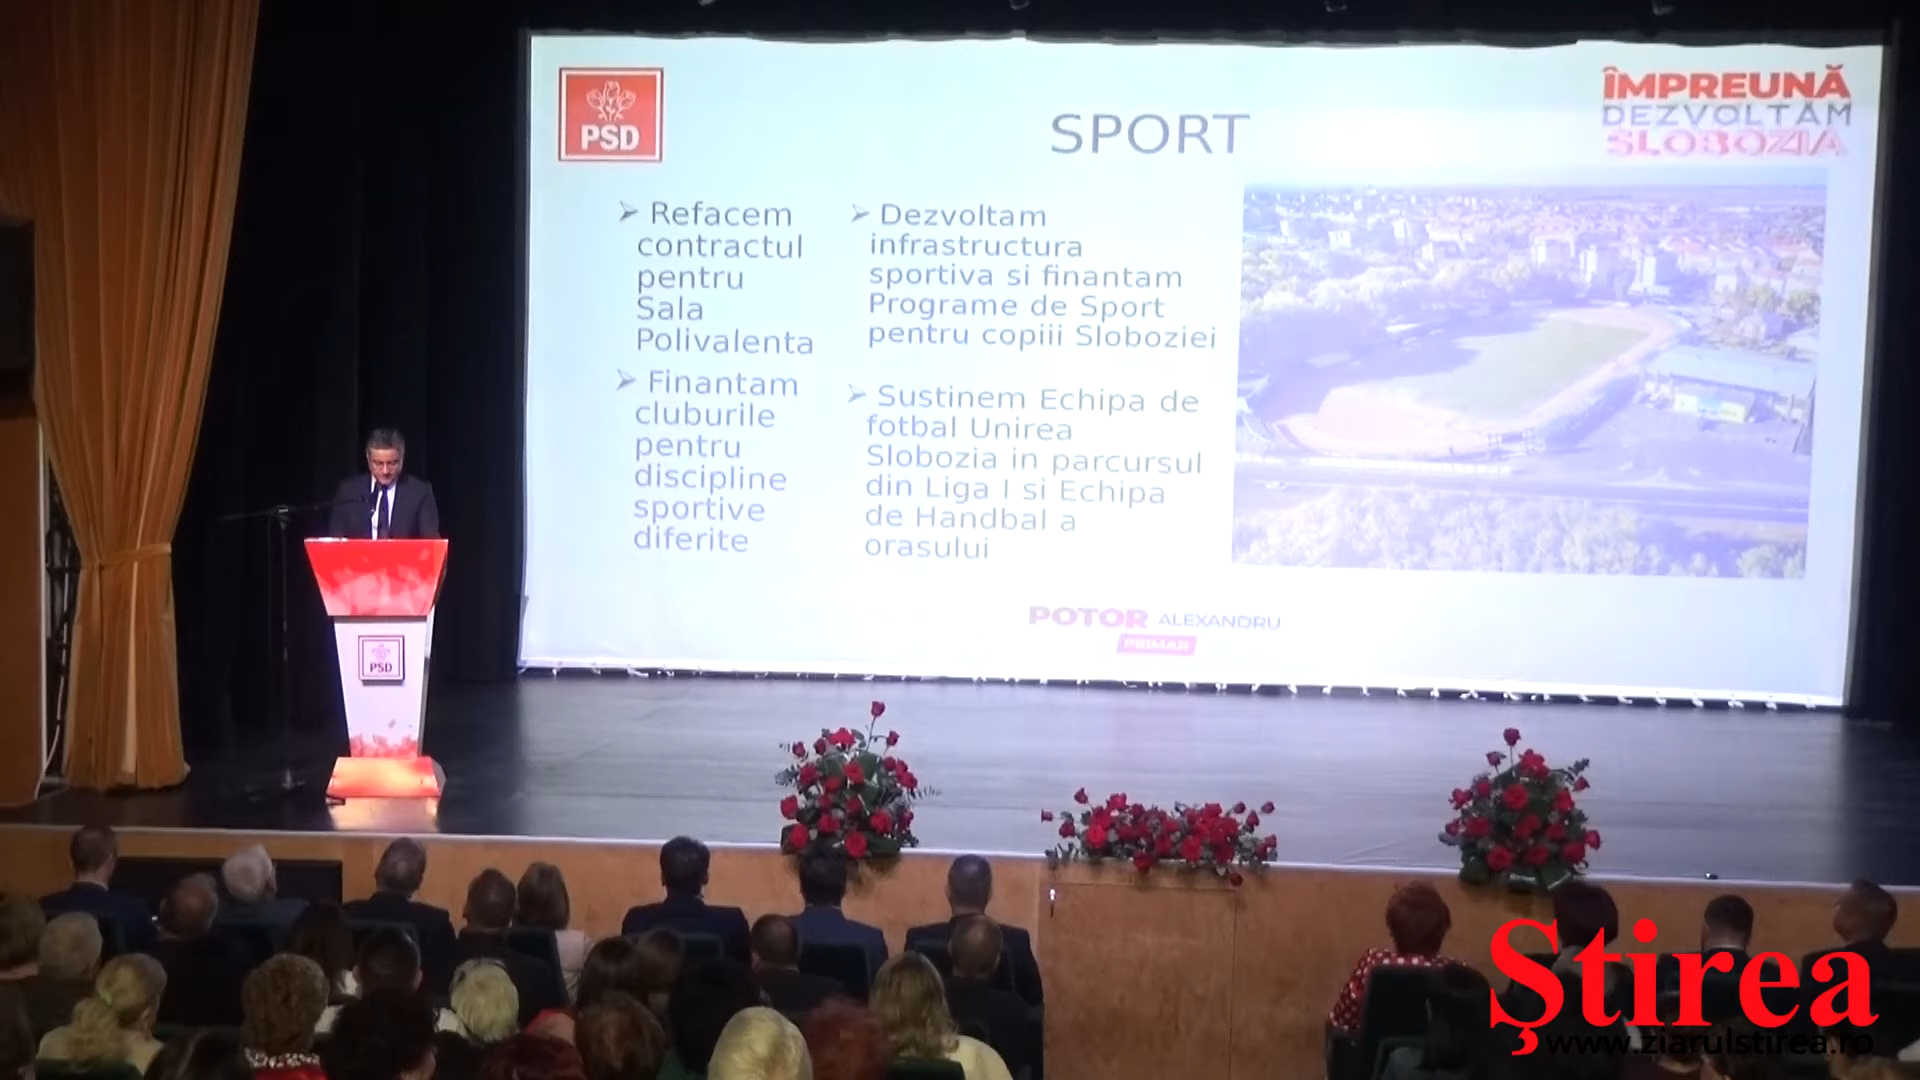 PSD
ÎMPREUNĂ
DEZVOLTĂM
SLOBOZIA
SPORT
➢ Refacem
contractul
pentru
Sala
Polivalenta
➢ Finantam
cluburile
pentru
discipline
sportive
diferite
➢ Dezvoltam
infrastructura
sportiva si finantam
Programe de Sport
pentru copiii Sloboziei
➢ Sustinem Echipa de
fotbal Unirea
Slobozia in parcursul
din Liga I si Echipa
de Handbal a
orasului
POTOR ALEXANDRU
PRIMAR
PSD
Știrea
www.ziarulstirea.ro